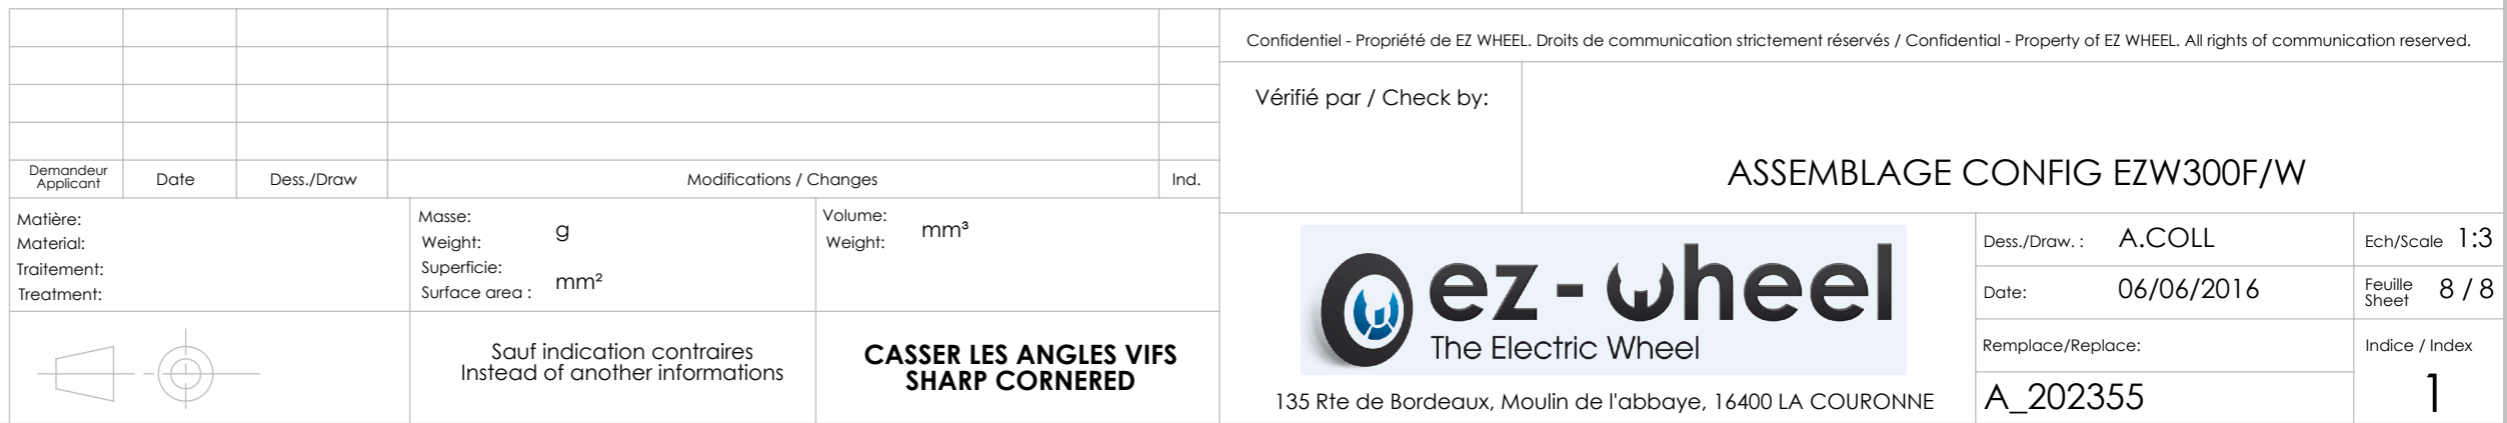 Confidentiel - Propriété de EZ WHEEL. Droits de communication strictement réservés / Confidential - Property of EZ WHEEL. All rights of communication reserved.
Vérifié par / Check by:
ASSEMBLAGE CONFIG EZW300F/W
Demandeur
Applicant
Date
Dess./Draw
Modifications / Changes
Ind.
Matière:
Material:
Traitement:
Treatment:
Masse:
Weight:
g
Superficie:
Surface area :
mm²
Volume:
Weight:
mm³
Sauf indication contraires
Instead of another informations
CASSER LES ANGLES VIFS
SHARP CORNERED
ez-wheel
The Electric Wheel
135 Rte de Bordeaux, Moulin de l'abbaye, 16400 LA COURONNE
Dess./Draw. : A.COLL
Ech/Scale 1:3
Date: 06/06/2016
Feuille
Sheet
8 / 8
Remplace/Replace:
A_202355
Indice / Index
1